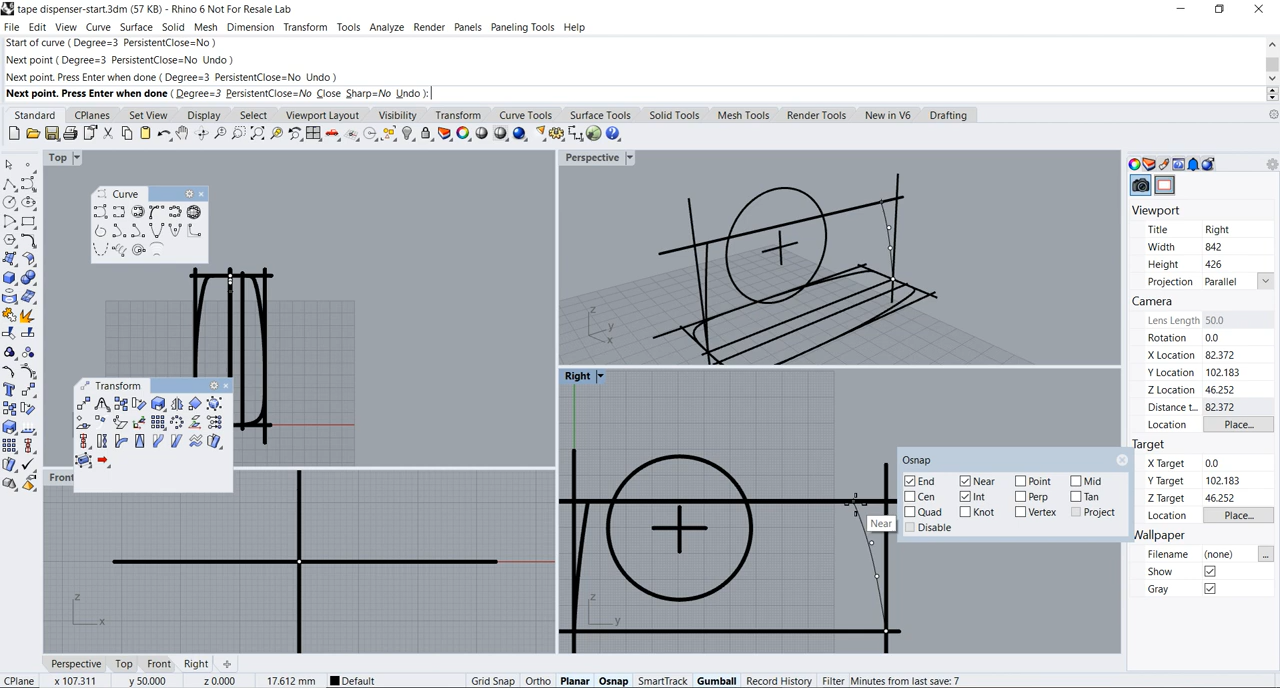 tape dispenser-start.3dm (57 KB) - Rhino 6 Not For Resale Lab
File Edit View Curve Surface Solid Mesh Dimension Transform Tools Analyze Render Panels Paneling Tools Help
Start of curve ( Degree=3 PersistentClose=No )
Next point ( Degree=3 PersistentClose=No Undo )
Next point. Press Enter when done ( Degree=3 PersistentClose=No Undo )
Next point. Press Enter when done ( Degree=3 PersistentClose=No Close Sharp=No Undo ):
Standard CPlanes Set View Display Select Viewport Layout Visibility Transform Curve Tools Surface Tools Solid Tools Mesh Tools Render Tools New in V6 Drafting
Top
Perspective
Curve
Transform
Front
Right
z
x
z
y
x
z
y
Near
Osnap
End Near Point Mid
Cen Int Perp Tan
Quad Knot Vertex Project
Disable
Viewport
Title Right
Width 842
Height 426
Projection Parallel
Camera
Lens Length 50.0
Rotation 0.0
X Location 82.372
Y Location 102.183
Z Location 46.252
Distance t... 82.372
Location Place...
Target
X Target 0.0
Y Target 102.183
Z Target 46.252
Location Place...
Wallpaper
Filename (none) ...
Show
Gray
Perspective Top Front Right
CPlane x 107.311 y 50.000 z 0.000 17.612 mm Default Grid Snap Ortho Planar Osnap SmartTrack Gumball Record History Filter Minutes from last save: 7